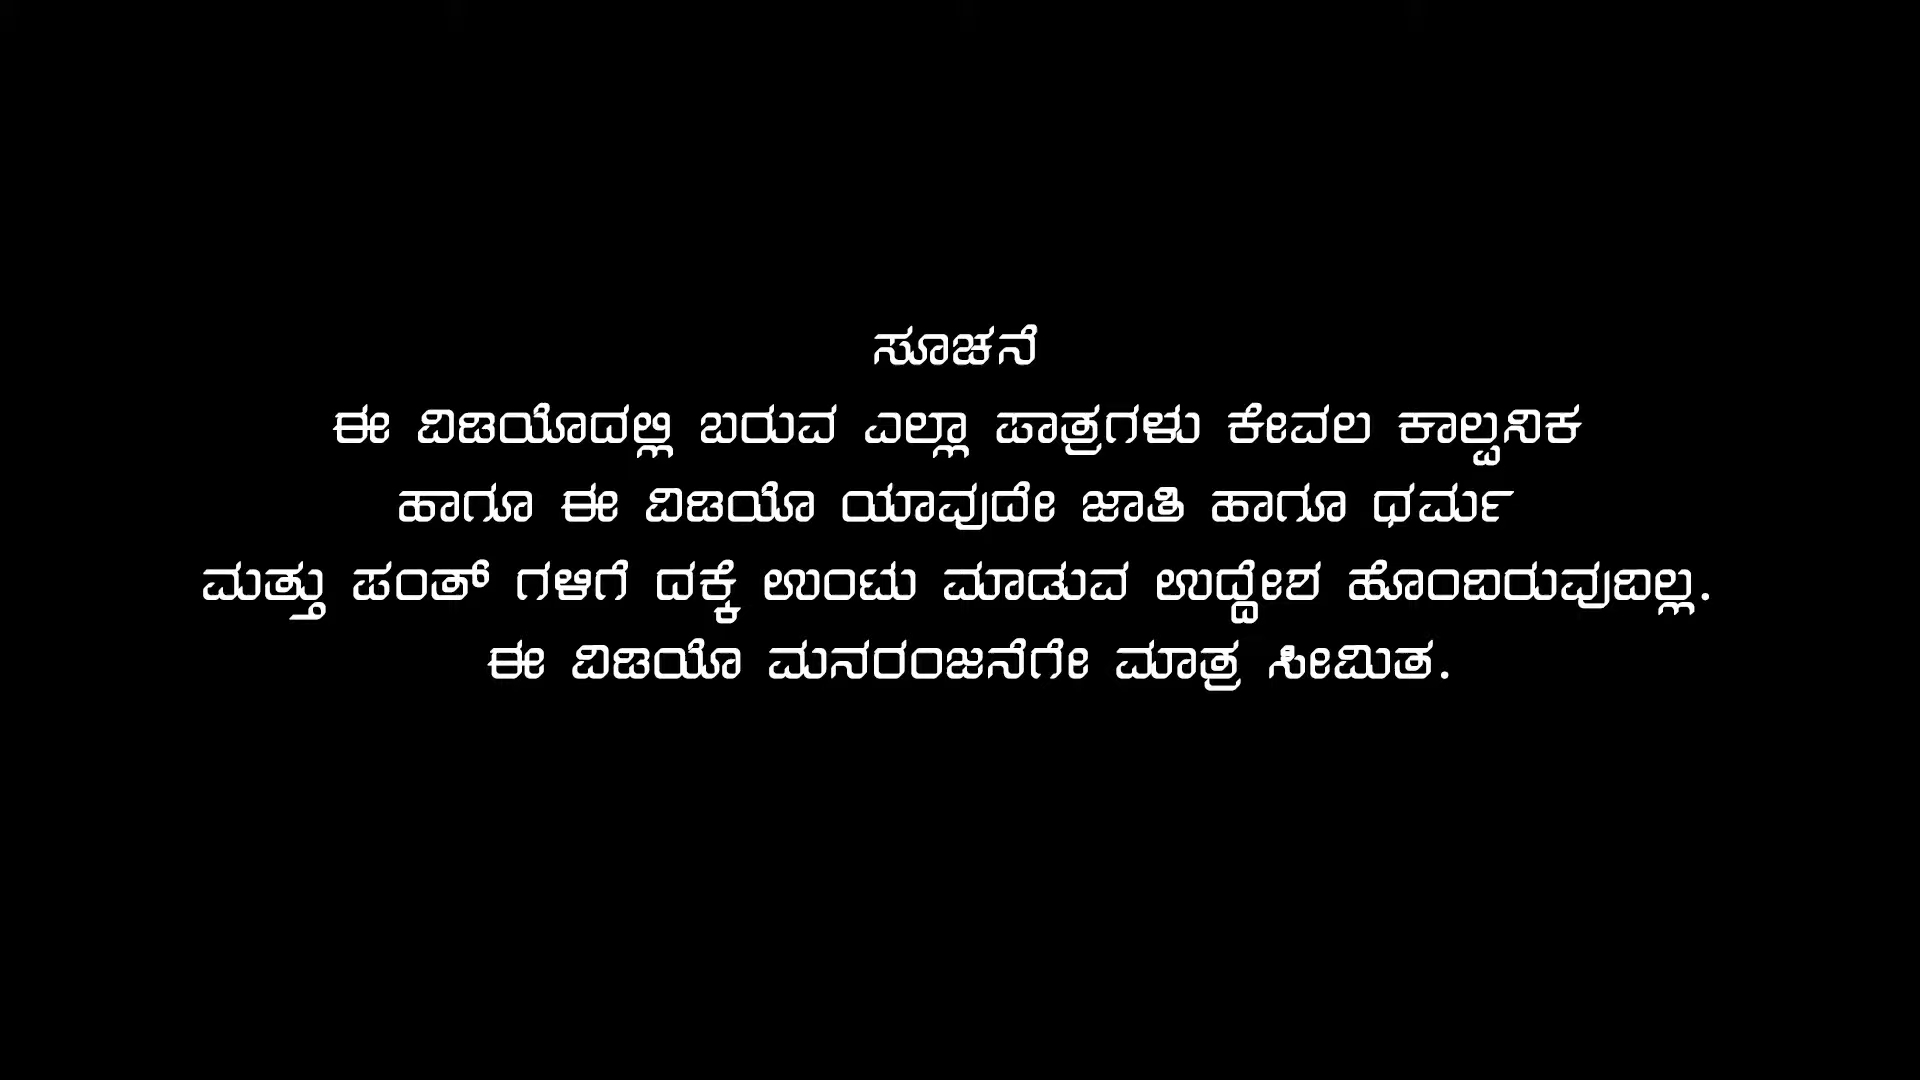 ಸೂಚನೆ
ಈ ವಿಡಿಯೊದಲ್ಲಿ ಬರುವ ಎಲ್ಲಾ ಪಾತ್ರಗಳು ಕೇವಲ ಕಾಲ್ಪನಿಕ
ಹಾಗೂ ಈ ವಿಡಿಯೊ ಯಾವುದೇ ಜಾತಿ ಹಾಗೂ ಧರ್ಮ
ಮತ್ತು ಪಂತ್ ಗಳಿಗೆ ದಕ್ಕೆ ಉಂಟು ಮಾಡುವ ಉದ್ದೇಶ ಹೊಂದಿರುವುದಿಲ್ಲ.
ಈ ವಿಡಿಯೊ ಮನರಂಜನೆಗೇ ಮಾತ್ರ ಸೀಮಿತ.